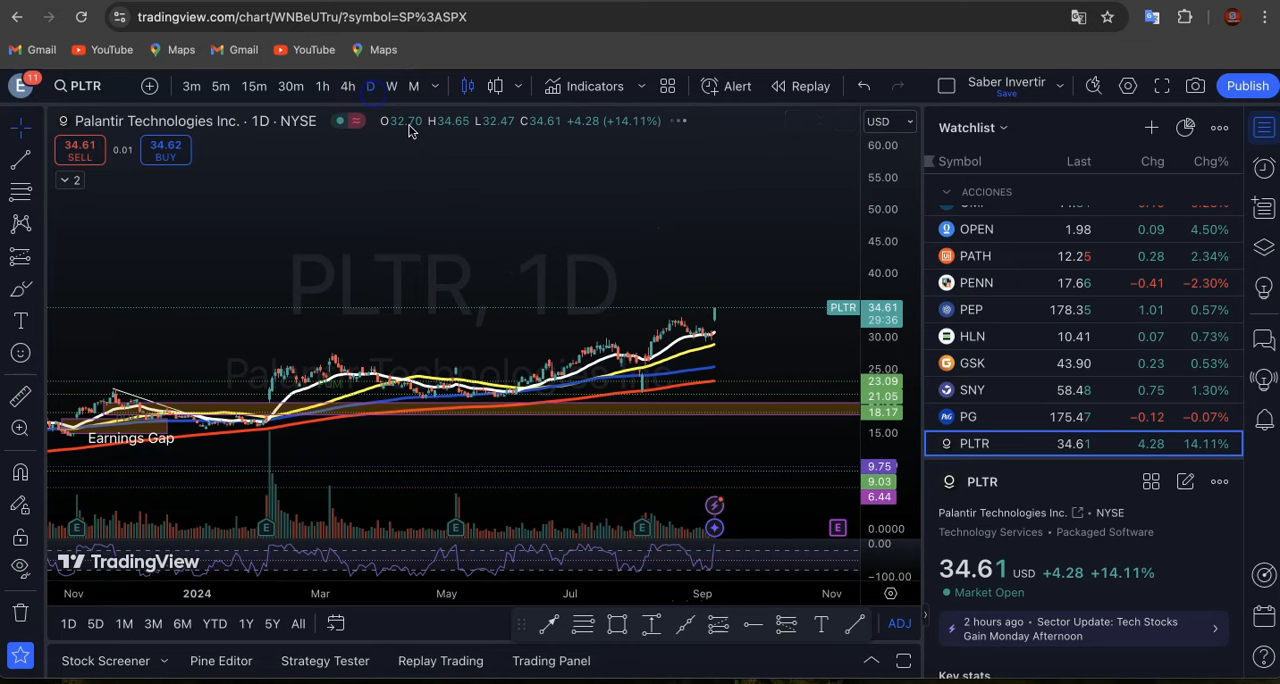 tradingview.com/chart/WNBeUTru/?symbol=SP%3ASPX
Gmail YouTube Maps Gmail YouTube Maps
E 11 PLTR 3m 5m 15m 30m 1h 4h D W M Indicators Alert Replay Saber Invertir Save Publish
Palantir Technologies Inc. · 1D · NYSE O32.70 H34.65 L32.47 C34.61 +4.28 (+14.11%) USD
34.61 SELL 0.01 34.62 BUY
2
60.00
55.00
50.00
45.00
40.00
PLTR 34.61
29:36
30.00
25.00
23.09
21.05
18.17
15.00
9.75
9.03
6.44
0.0000
0.00
−100.00
PLTR, 1D
Palantir Technologies Inc
Earnings Gap
E E E E E
TradingView
Nov 2024 Mar May Jul Sep Nov
1D 5D 1M 3M 6M YTD 1Y 5Y All ADJ
Stock Screener Pine Editor Strategy Tester Replay Trading Trading Panel
Watchlist
Symbol Last Chg Chg%
ACCIONES
OPEN 1.98 0.09 4.50%
PATH 12.25 0.28 2.34%
PENN 17.66 −0.41 −2.30%
PEP 178.35 1.01 0.57%
HLN 10.41 0.07 0.73%
GSK 43.90 0.23 0.53%
SNY 58.48 0.75 1.30%
PG 175.47 −0.12 −0.07%
PLTR 34.61 4.28 14.11%
PLTR
Palantir Technologies Inc. • NYSE
Technology Services • Packaged Software
34.61 USD +4.28 +14.11%
Market Open
2 hours ago • Sector Update: Tech Stocks
Gain Monday Afternoon
Key stats